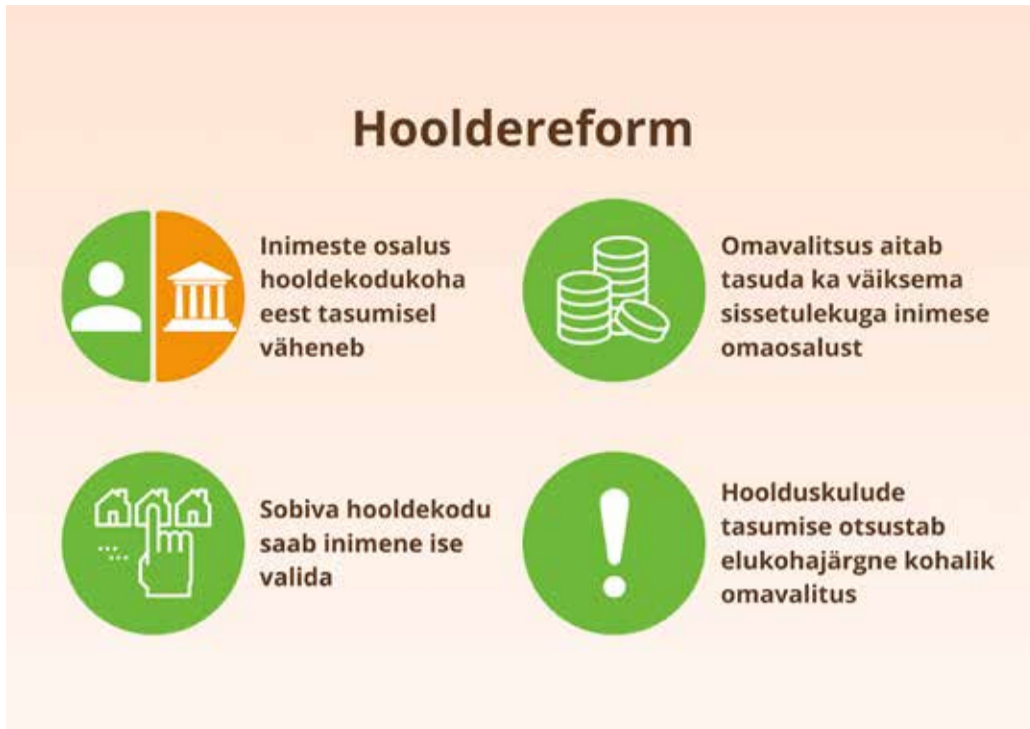 Hooldereform
Inimeste osalus
hooldekodukoha
eest tasumisel
väheneb
Omavalitsus aitab
tasuda ka väiksema
sissetulekuga inimese
omaosalust
Sobiva hooldekodu
saab inimene ise
valida
Hoolduskulude
tasumise otsustab
elukohajärgne kohalik
omavalitus